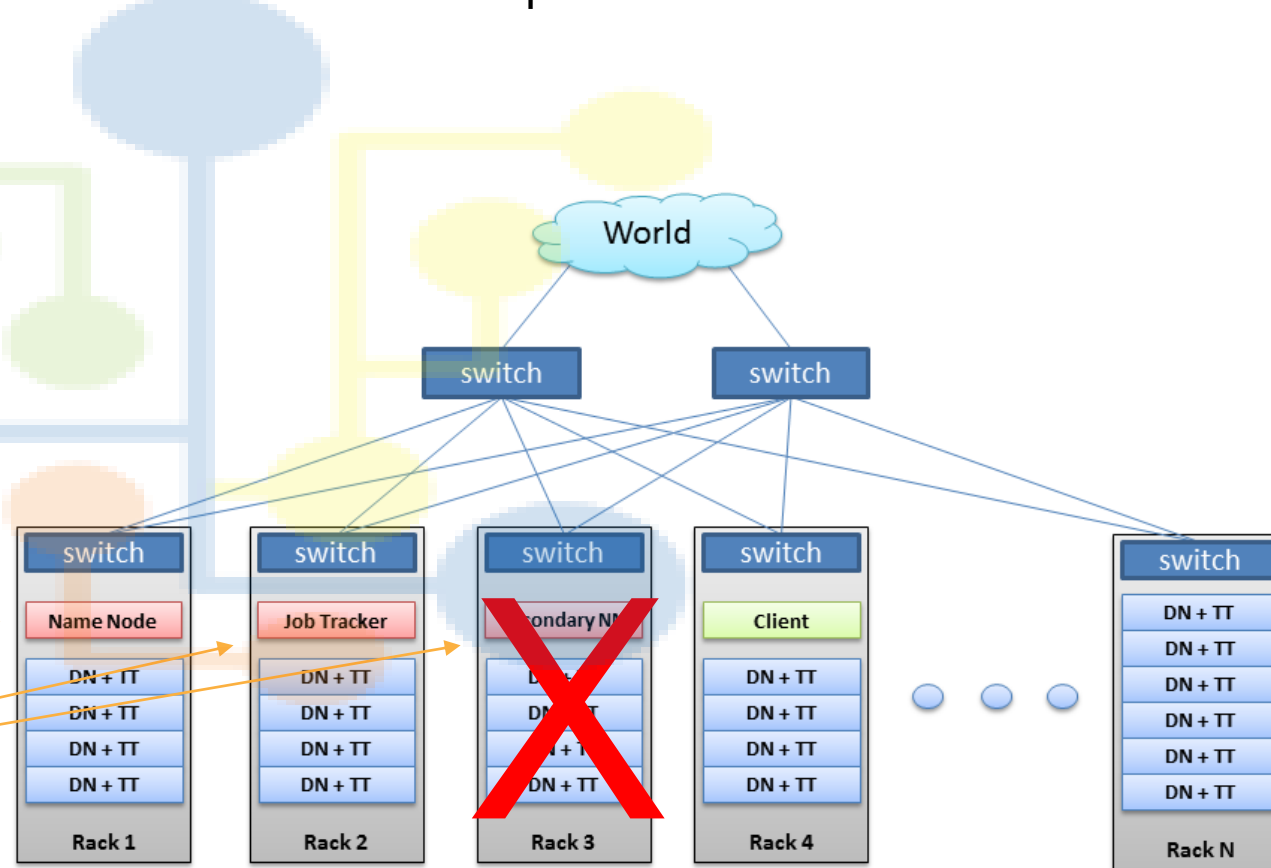 World
switch
switch
switch
switch
switch
switch
switch
Name Node
Job Tracker
Client
DN + TT
DN + TT
DN + TT
DN + TT
Rack 1
DN + TT
DN + TT
DN + TT
DN + TT
Rack 2
DN + TT
Rack 3
DN + TT
DN + TT
DN + TT
DN + TT
Rack 4
DN + TT
DN + TT
DN + TT
DN + TT
DN + TT
DN + TT
Rack N